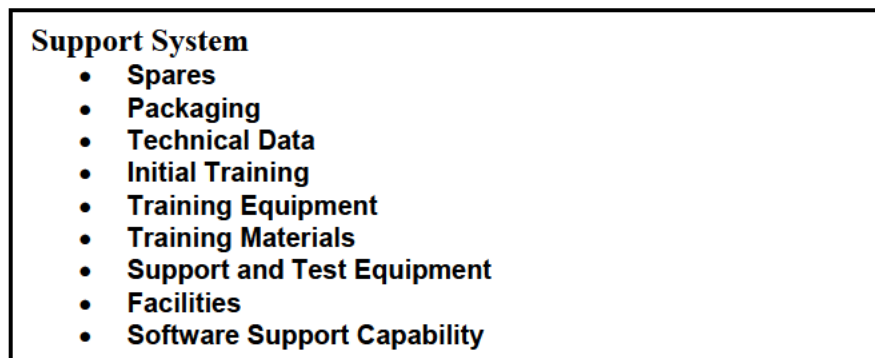 Support System
• Spares
• Packaging
• Technical Data
• Initial Training
• Training Equipment
• Training Materials
• Support and Test Equipment
• Facilities
• Software Support Capability